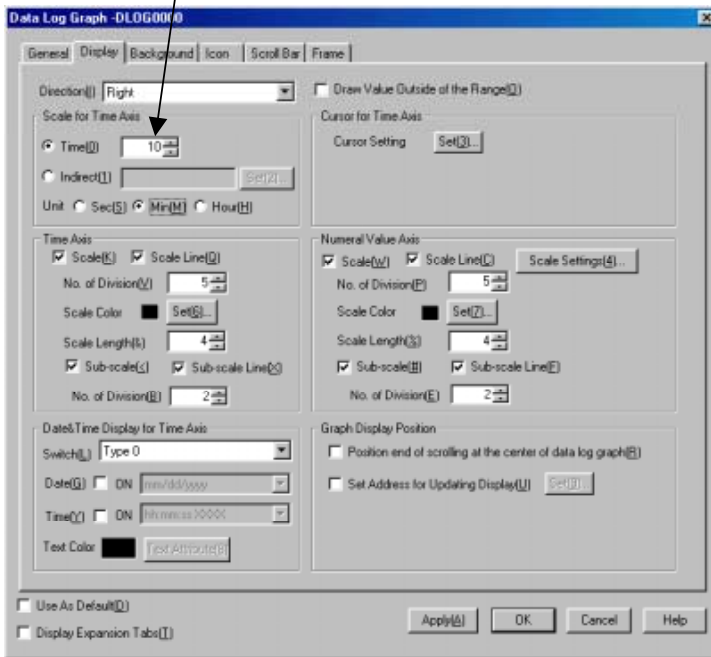 Data Log Graph -DLOG0000
General Display Background Icon Scroll Bar Frame
Direction(J) Right
Draw Value Outside of the Range(O)
Scale for Time Axis
Time(0) 10
Indirect(1) Set(2)...
Unit Sec(S) Min(M) Hour(H)
Cursor for Time Axis
Cursor Setting Set(3)...
Time Axis
Scale(K) Scale Line(Q)
No. of Division(V) 5
Scale Color Set(6)...
Scale Length(&) 4
Sub-scale(<) Sub-scale Line(X)
No. of Division(B) 2
Numeral Value Axis
Scale(W) Scale Line(C) Scale Settings(4)...
No. of Division(P) 5
Scale Color Set(7)...
Scale Length(%) 4
Sub-scale(#) Sub-scale Line(F)
No. of Division(E) 2
Date&Time Display for Time Axis
Switch(L) Type 0
Date(G) ON mm/dd/yyyy
Time(Y) ON hh:mm:ss XXXX
Text Color Text Attribute(8)
Graph Display Position
Position end of scrolling at the center of data log graph(R)
Set Address for Updating Display(U)
Use As Default(D)
Display Expansion Tabs(T)
Apply(A) OK Cancel Help